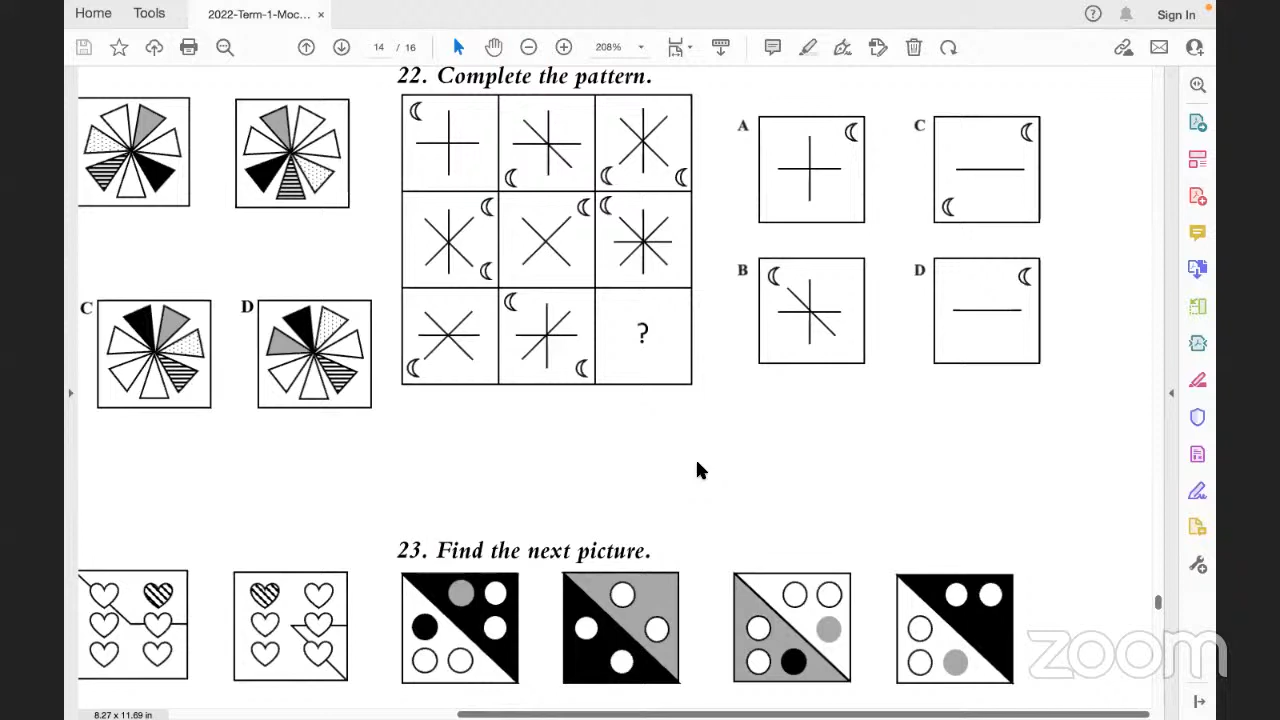 Home Tools 2022-Term-1-Moc... × ? Sign In
14 / 16 208%
22. Complete the pattern.
A
C
?
B
D
C
D
23. Find the next picture.
zoom
8.27 x 11.69 in